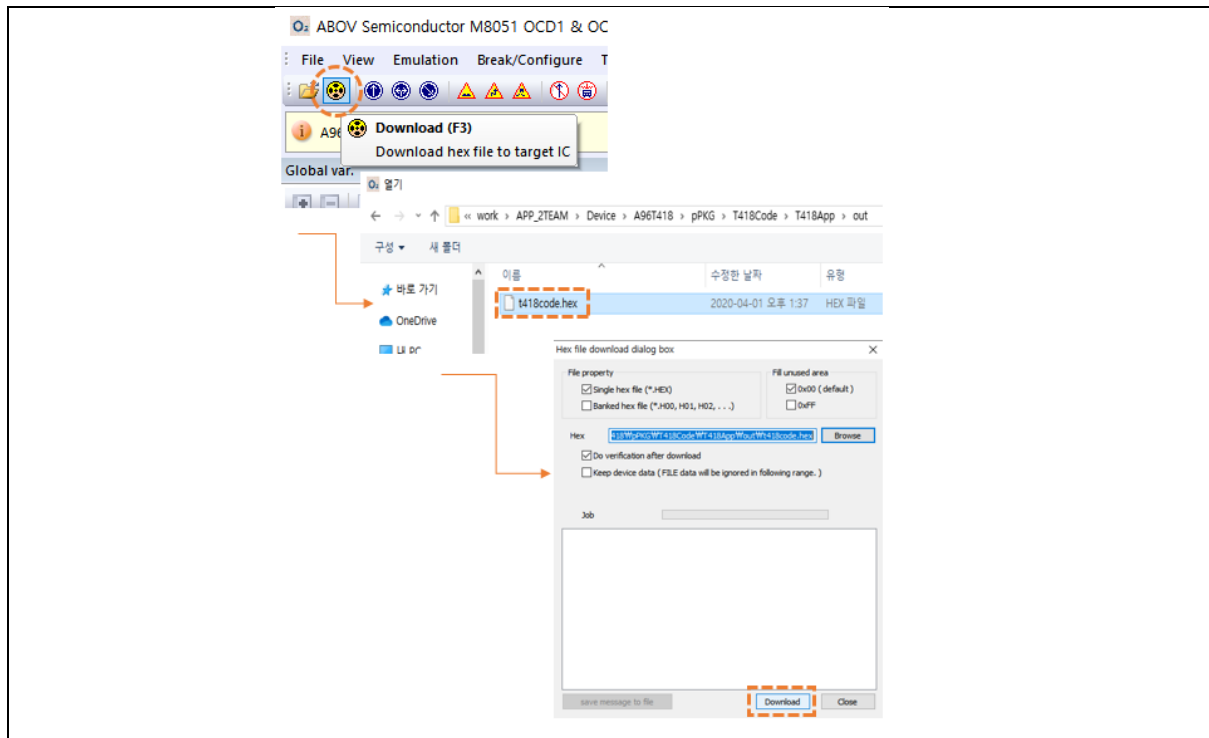 O₂ ABOV Semiconductor M8051 OCD1 & OC
File View Emulation Break/Configure T
i A96
Download (F3)
Download hex file to target IC
Global var.
O₂ 열기
« work › APP_2TEAM › Device › A96T418 › pPKG › T418Code › T418App › out
구성 새 폴더
이름 수정한 날짜 유형
바로 가기
t418code.hex 2020-04-01 오후 1:37 HEX 파일
OneDrive
내 PC
Hex file download dialog box
File property Fill unused area
Single hex file (*.HEX) 0x00 ( default )
Banked hex file (*.H00, H01, H02, . . .) 0xFF
Hex 418₩pPKG₩T418Code₩T418App₩out₩t418code.hex Browse
Do verification after download
Keep device data ( FILE data will be ignored in following range. )
Job
save message to file Download Close